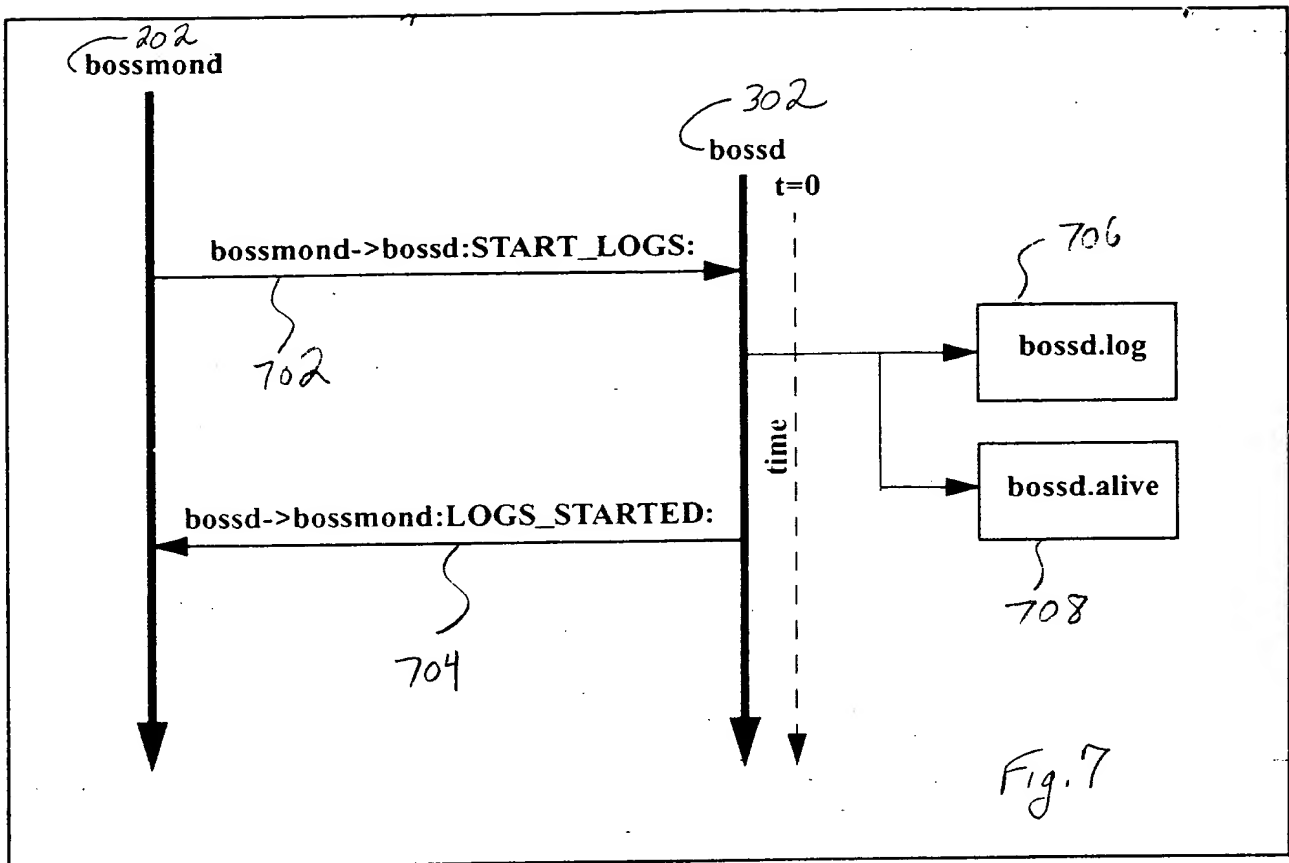 202
bossmond
302
bossd
t=0
bossmond->bossd:START_LOGS:
702
706
bossd.log
time
bossd.alive
bossd->bossmond:LOGS_STARTED:
704
708
Fig. 7